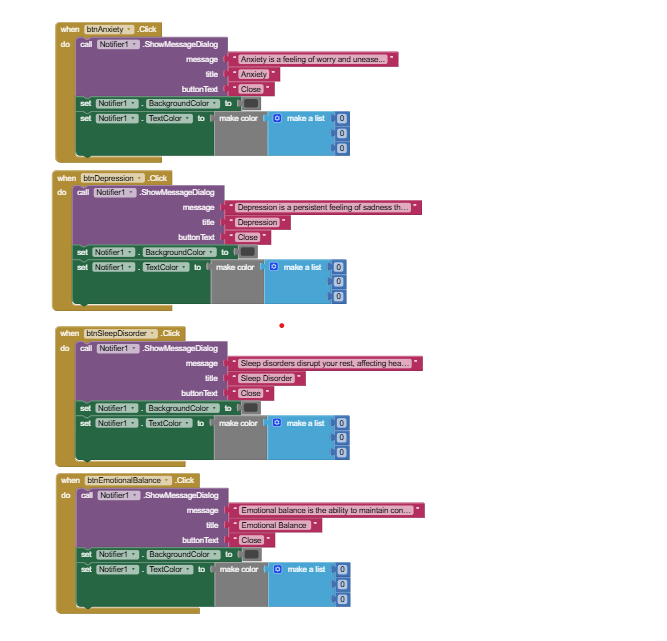 when btnAnxiety .Click
do call Notifier1 .ShowMessageDialog
message " Anxiety is a feeling of worry and unease... "
title " Anxiety "
buttonText " Close "
set Notifier1 . BackgroundColor to
set Notifier1 . TextColor to make color make a list 0
0
0
when btnDepression .Click
do call Notifier1 .ShowMessageDialog
message " Depression is a persistent feeling of sadness th... "
title " Depression "
buttonText " Close "
set Notifier1 . BackgroundColor to
set Notifier1 . TextColor to make color make a list 0
0
0
when btnSleepDisorder .Click
do call Notifier1 .ShowMessageDialog
message " Sleep disorders disrupt your rest, affecting hea... "
title " Sleep Disorder "
buttonText " Close "
set Notifier1 . BackgroundColor to
set Notifier1 . TextColor to make color make a list 0
0
0
when btnEmotionalBalance .Click
do call Notifier1 .ShowMessageDialog
message " Emotional balance is the ability to maintain con... "
title " Emotional Balance "
buttonText " Close "
set Notifier1 . BackgroundColor to
set Notifier1 . TextColor to make color make a list 0
0
0